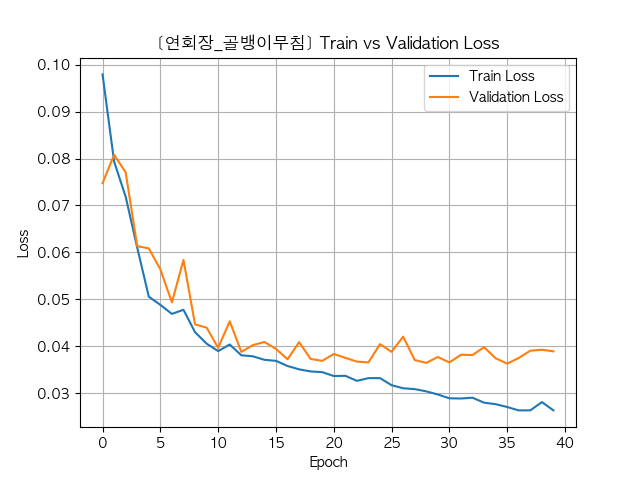 [연회장_골뱅이무침] Train vs Validation Loss
Train Loss
Validation Loss
0.10
0.09
0.08
0.07
0.06
0.05
0.04
0.03
Loss
0 5 10 15 20 25 30 35 40
Epoch